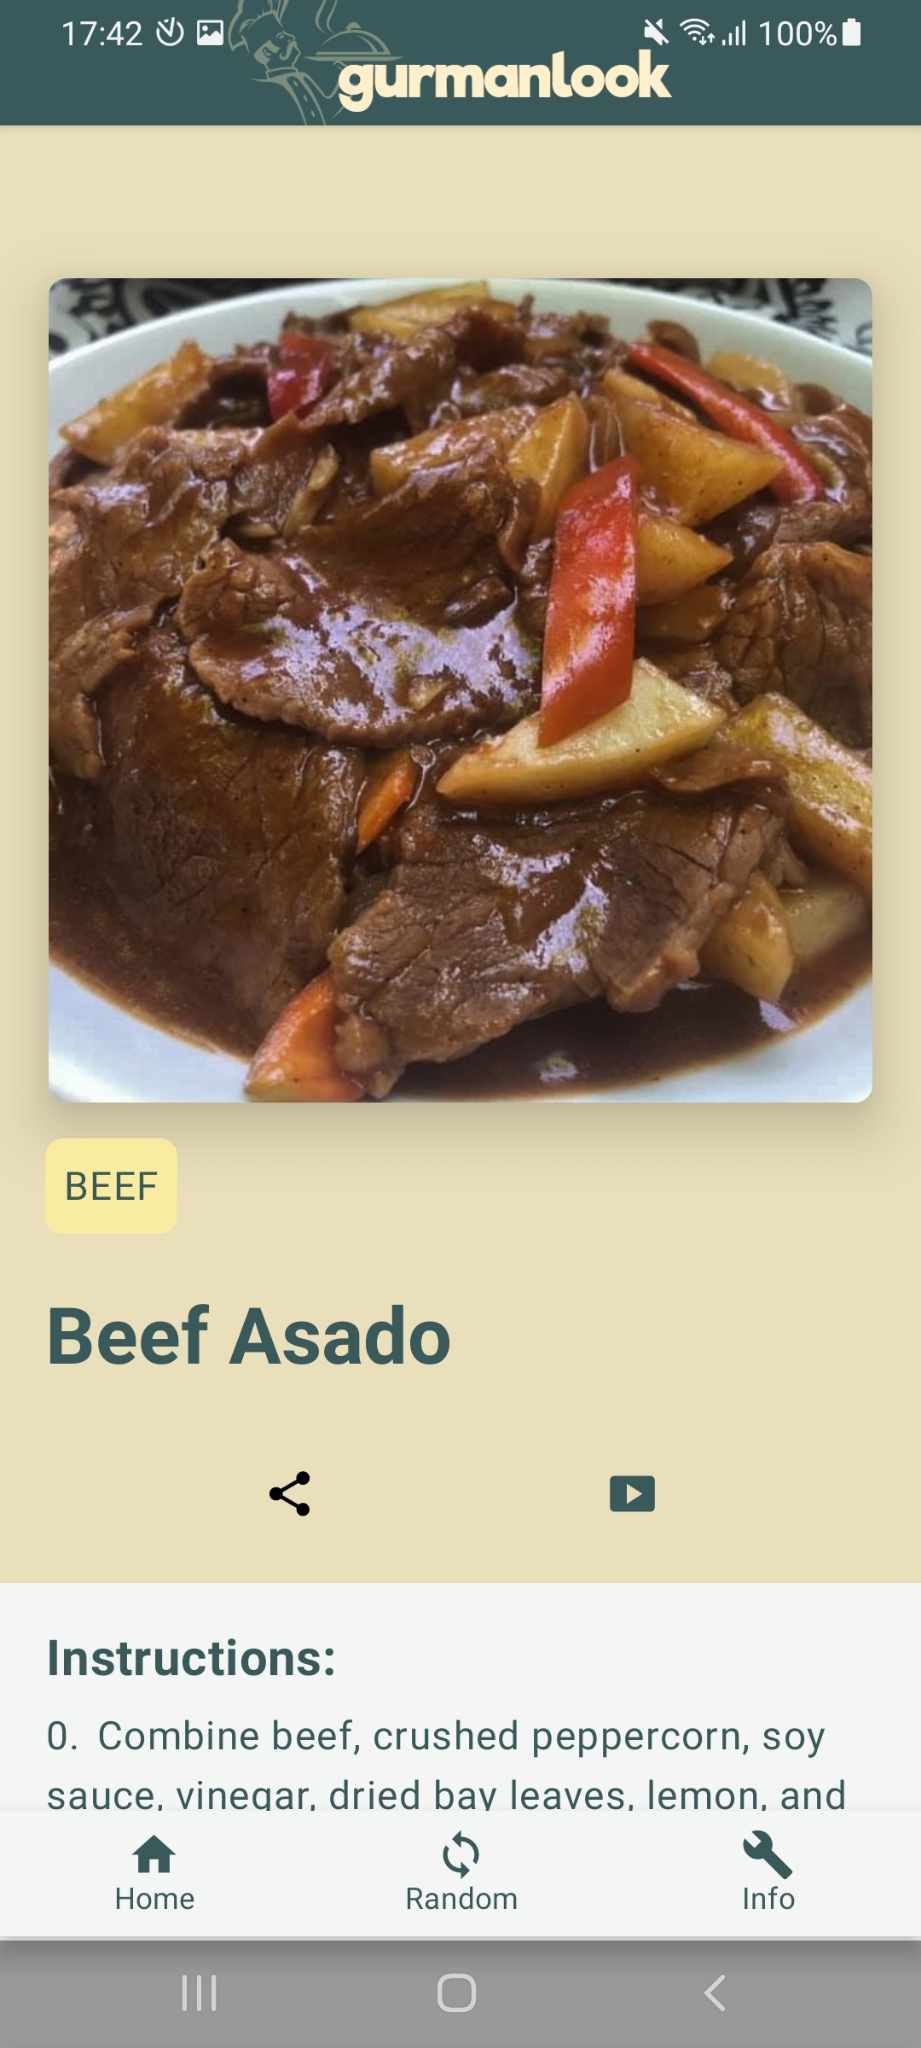 17:42
100%
gurmanlook
BEEF
Beef Asado
Instructions:
0. Combine beef, crushed peppercorn, soy
sauce, vinegar, dried bay leaves, lemon, and
Home
Random
Info